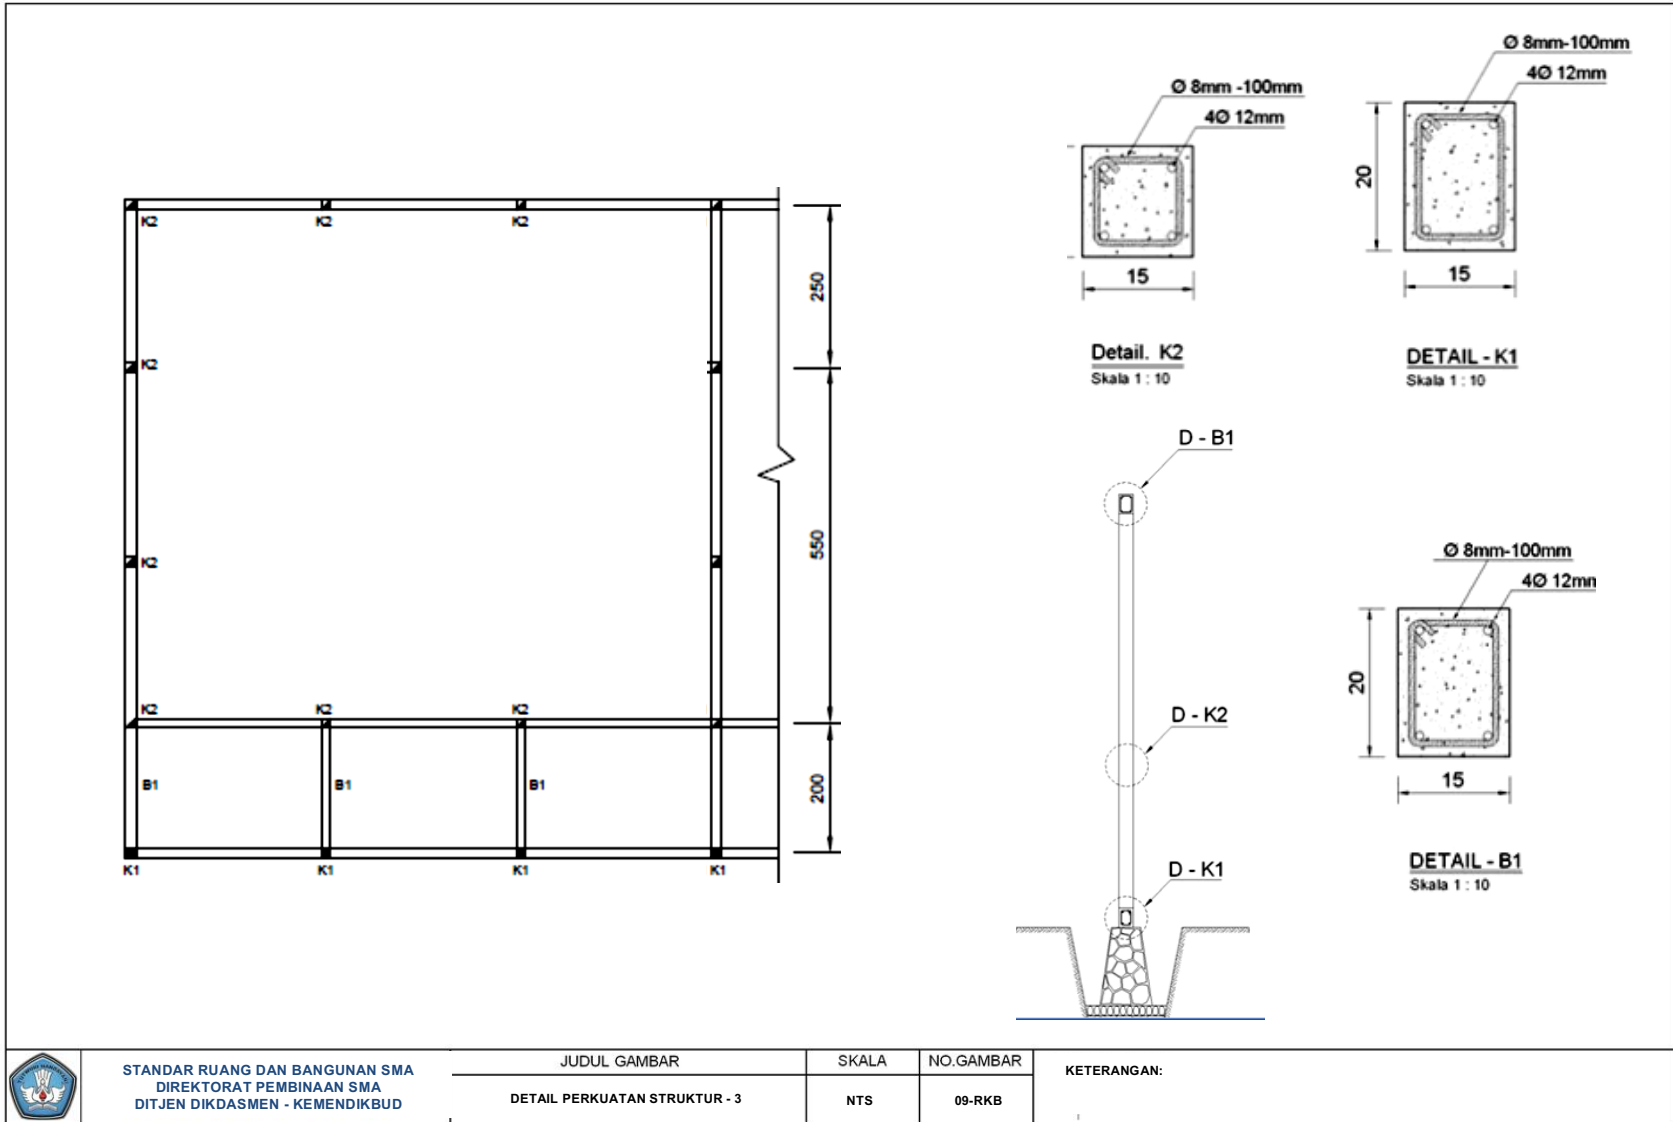 K2
K2
K2
K2
K2
K2
K2
K2
B1
B1
B1
K1
K1
K1
K1
250
550
200
Ø 8mm -100mm
4Ø 12mm
15
Detail. K2
Skala 1 : 10
Ø 8mm-100mm
4Ø 12mm
20
15
DETAIL - K1
Skala 1 : 10
D - B1
D - K2
D - K1
Ø 8mm-100mm
4Ø 12mm
20
15
DETAIL - B1
Skala 1 : 10
STANDAR RUANG DAN BANGUNAN SMA
DIREKTORAT PEMBINAAN SMA
DITJEN DIKDASMEN - KEMENDIKBUD
JUDUL GAMBAR
DETAIL PERKUATAN STRUKTUR - 3
SKALA
NTS
NO.GAMBAR
09-RKB
KETERANGAN: